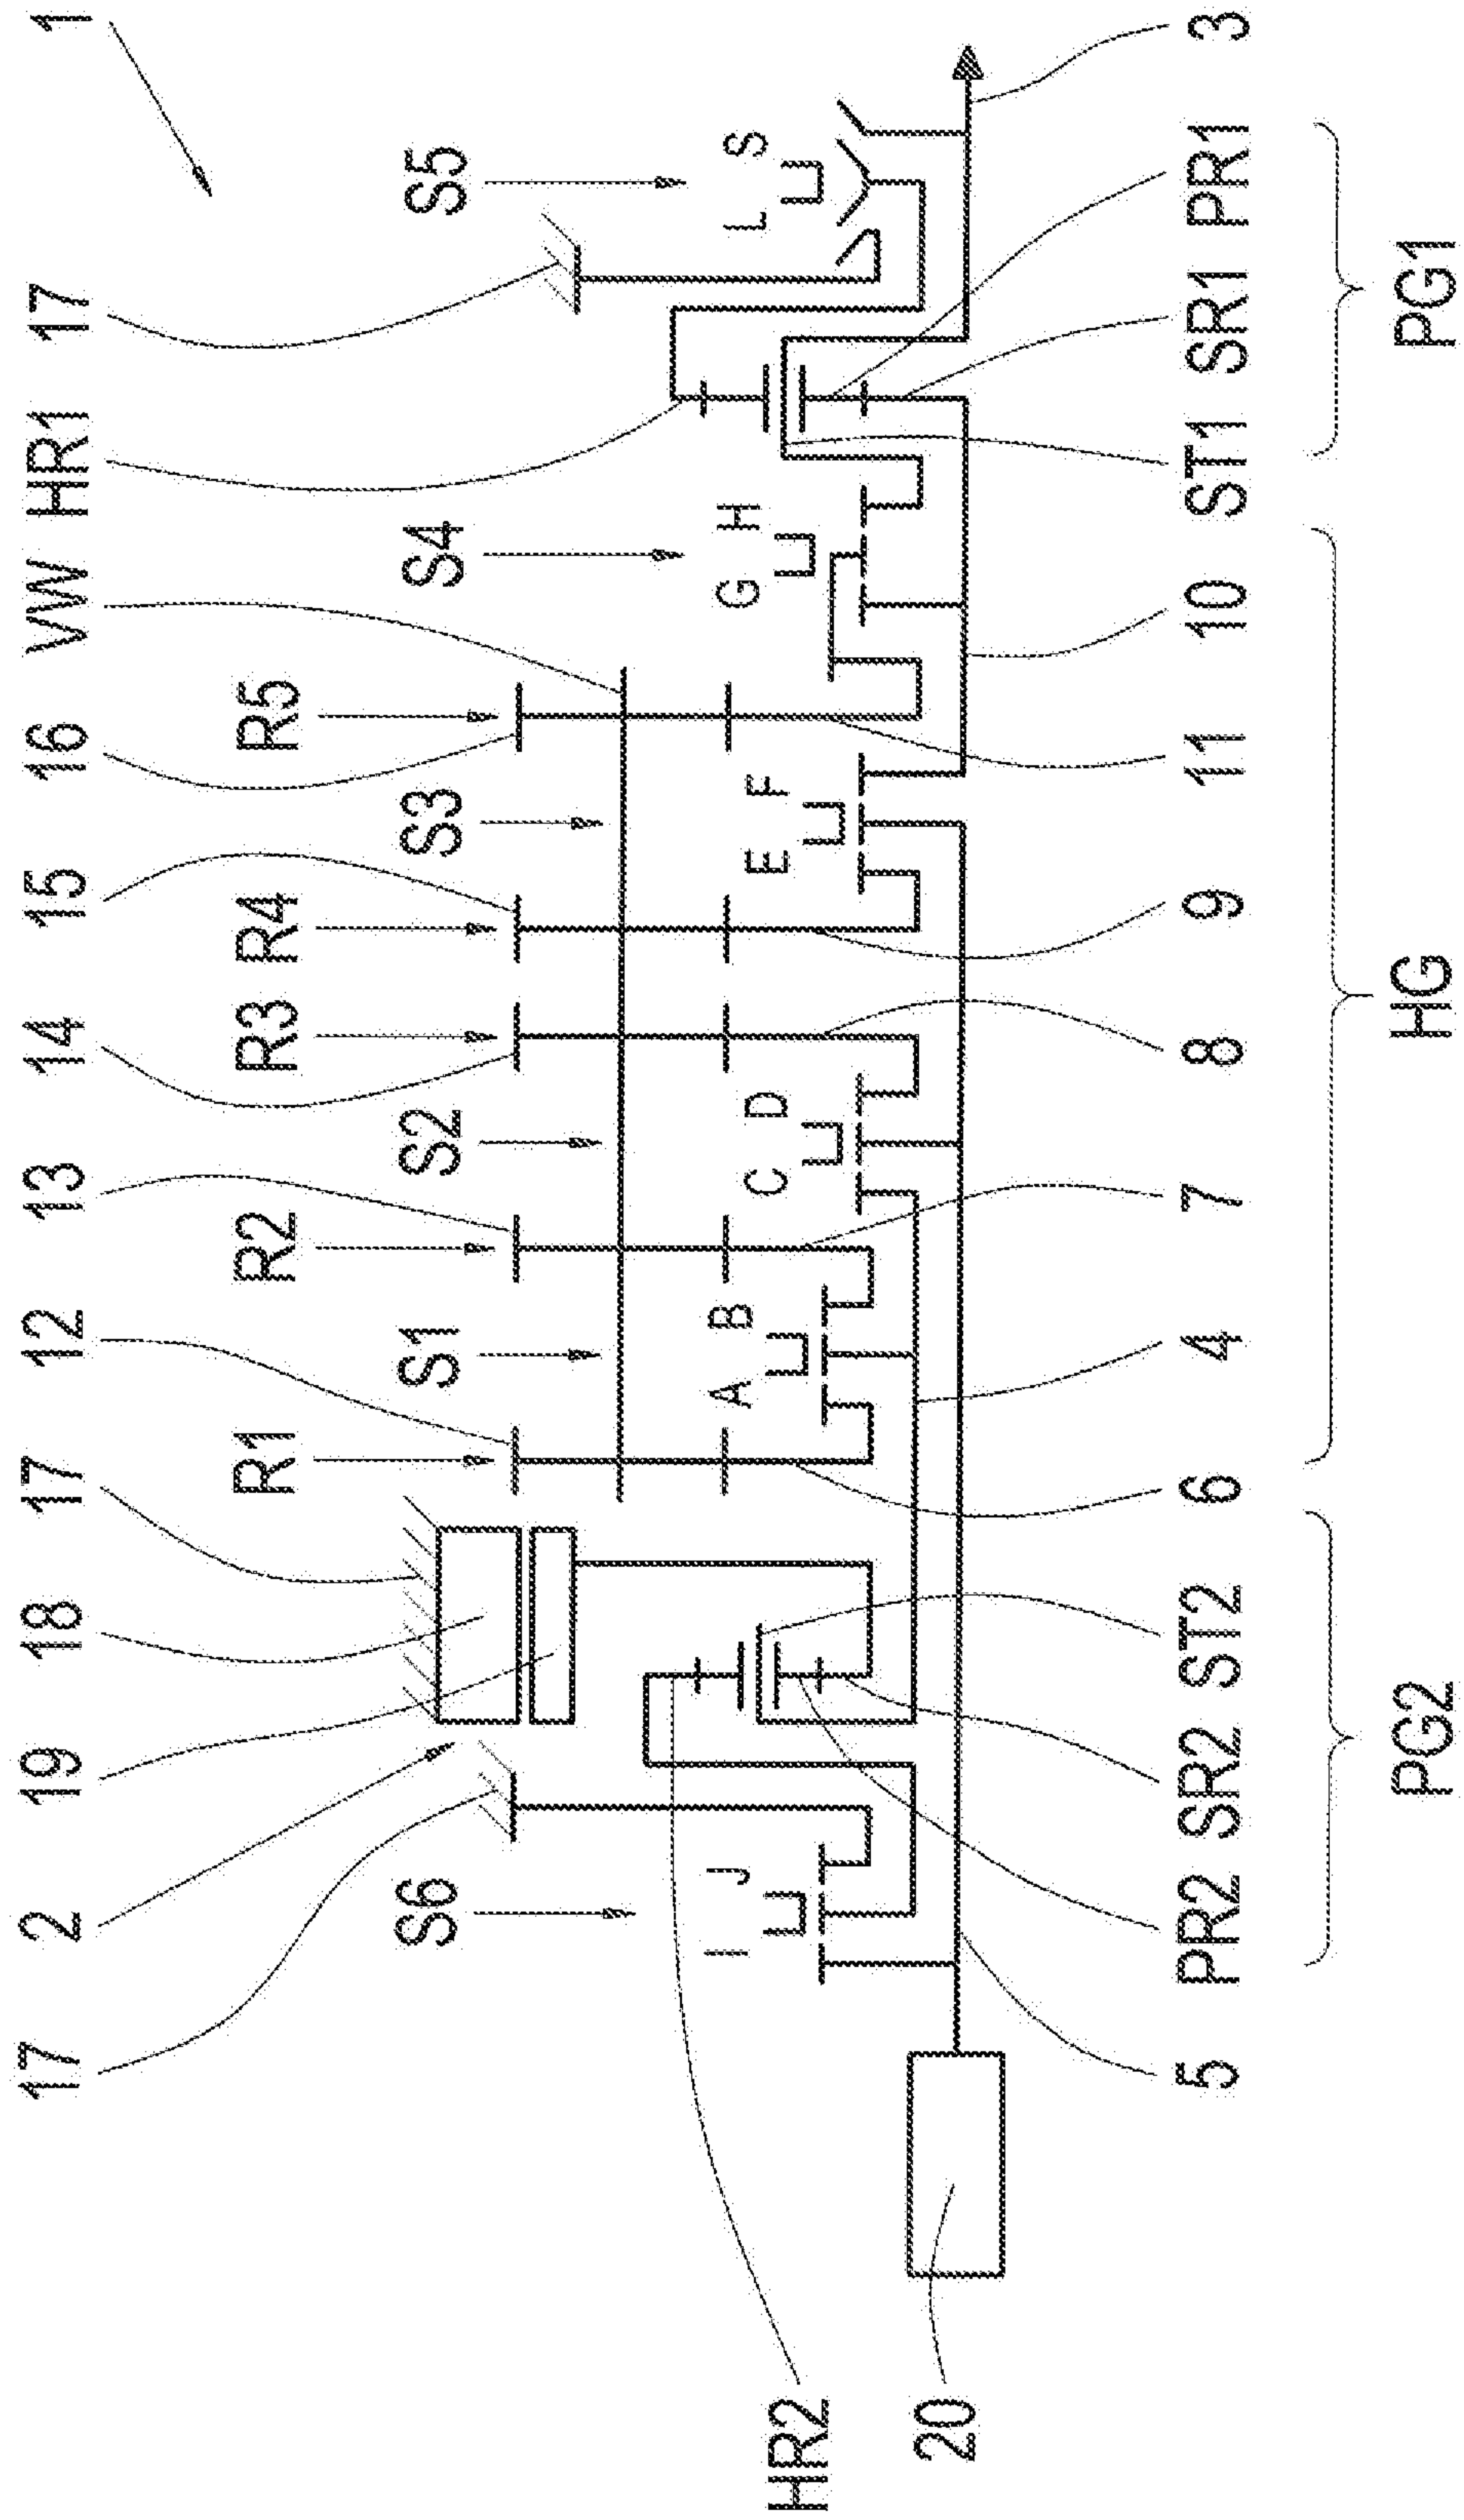 1
17 HR1 VW 16 15 14 13 12 17 18 19 2 17
R5 R4 R3 R2 R1
S5 S4 S3 S2 S1 S6
L S
G H
E F
C D
A B
I J
HR2
20
5 PR2 SR2 ST2 6 4 7 8 9 11 10 ST1 SR1 PR1 3
PG2 HG PG1